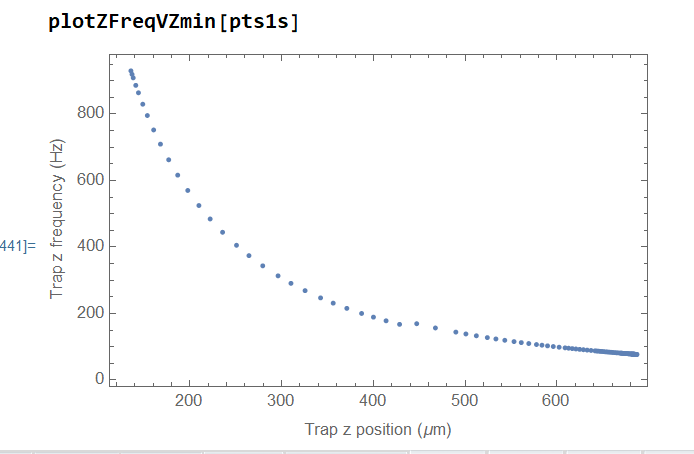 plotZFreqVZmin[pts1s]
800
600
400
200
0
Trap z frequency (Hz)
441]=
200 300 400 500 600
Trap z position (μm)